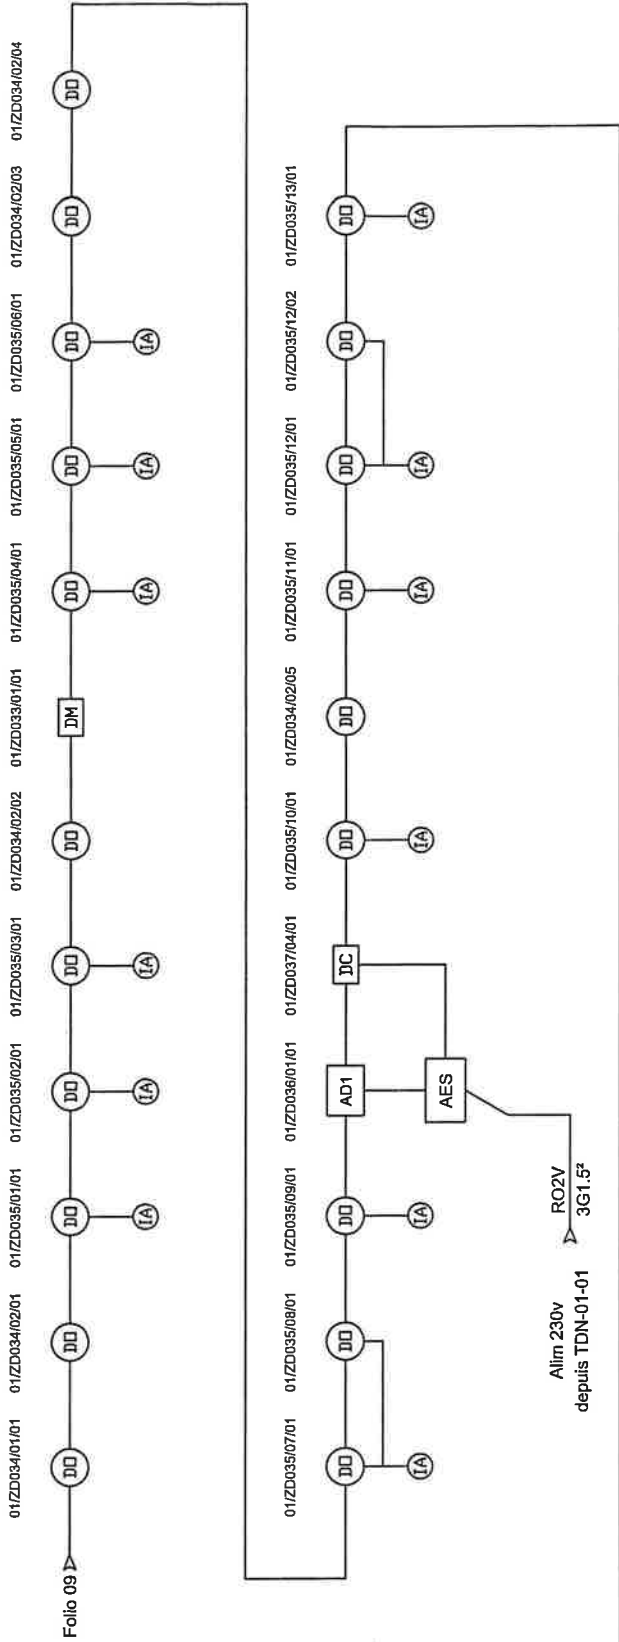 01/ZD034/01/01 01/ZD034/02/01 01/ZD035/01/01 01/ZD035/02/01 01/ZD035/03/01 01/ZD034/02/02 01/ZD033/01/01 01/ZD035/04/01 01/ZD035/05/01 01/ZD035/06/01 01/ZD034/02/03 01/ZD034/02/04
Folio 09 DO DO DO DO DO DO DM DO DO DO DO DO
IA IA IA IA IA IA
01/ZD035/07/01 01/ZD035/08/01 01/ZD035/09/01 01/ZD036/01/01 01/ZD037/04/01 01/ZD035/10/01 01/ZD034/02/05 01/ZD035/11/01 01/ZD035/12/01 01/ZD035/12/02 01/ZD035/13/01
DO DO DO AD1 DC DO DO DO DO DO DO
IA IA AES IA IA IA IA
Alim 230v
depuis TDN-01-01
RO2V
3G1.5²